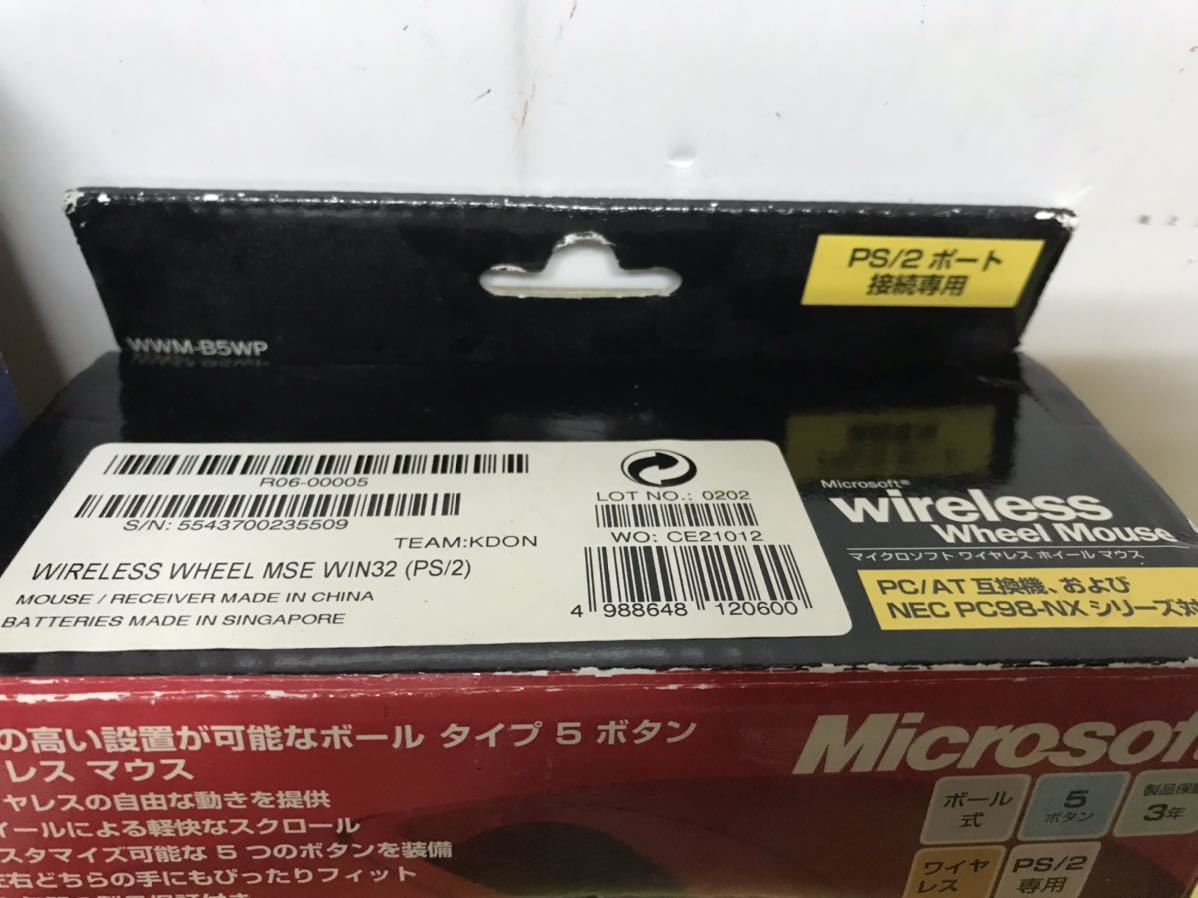 PS/2 ポート
接続専用
WWM-B5WP
R06-00005
S/N: 5543700235509
TEAM:KDON
WIRELESS WHEEL MSE WIN32 (PS/2)
MOUSE / RECEIVER MADE IN CHINA
BATTERIES MADE IN SINGAPORE
LOT NO.: 0202
WO: CE21012
4 988648 120600
Microsoft®
wireless
Wheel Mouse
マイクロソフト ワイヤレス ホイール マウス
PC/AT 互換機、および
NEC PC98-NX シリーズ対
の高い設置が可能なボール タイプ 5 ボタン
レス マウス
ヤレスの自由な動きを提供
イールによる軽快なスクロール
スタマイズ可能な 5 つのボタンを装備
左右どちらの手にもぴったりフィット
Microsoft
ボール
式
5
ボタン
製品保証
3年
ワイヤ
レス
PS/2
専用